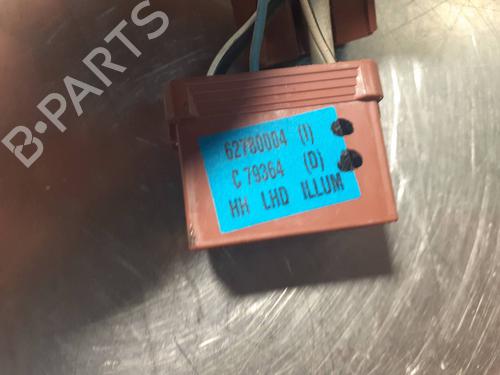 B-PARTS
62780004 (I)
C 79364 (D)
HH LHD ILLUM